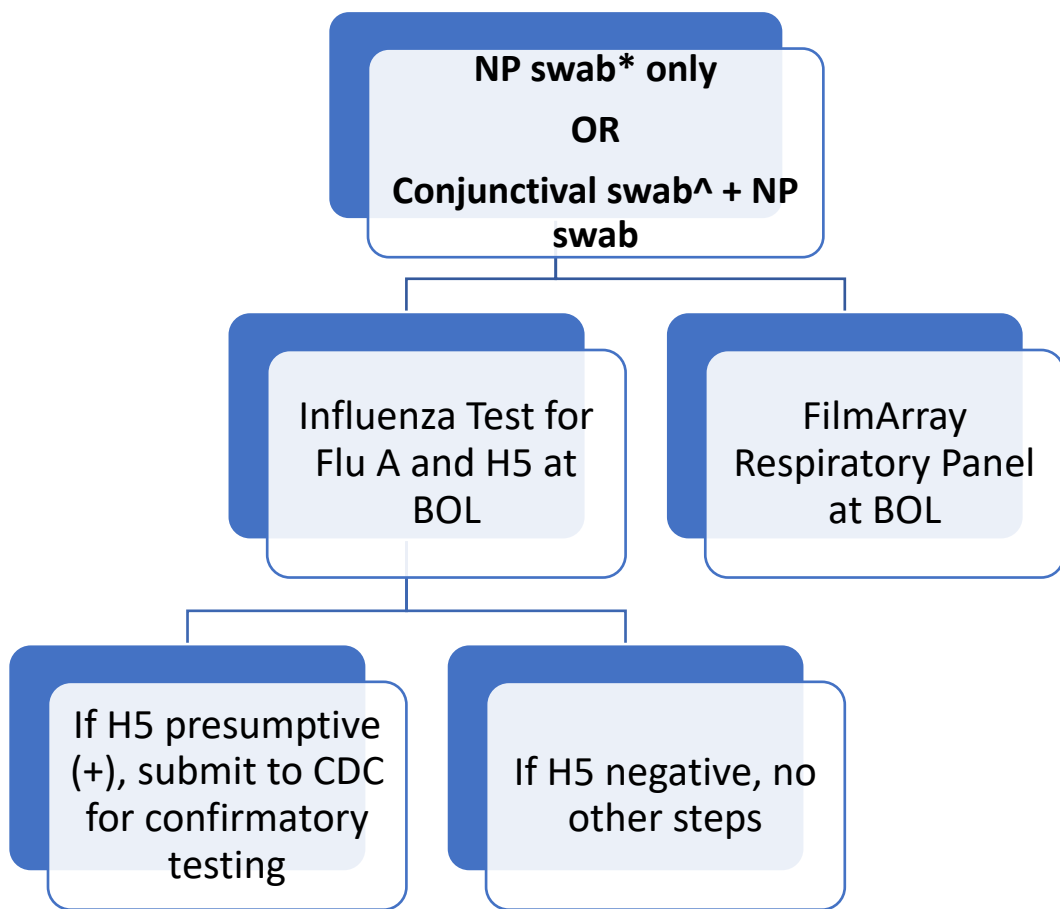 NP swab* only
OR
Conjunctival swab^ + NP
swab
Influenza Test for
Flu A and H5 at
BOL
FilmArray
Respiratory Panel
at BOL
If H5 presumptive
(+), submit to CDC
for confirmatory
testing
If H5 negative, no
other steps